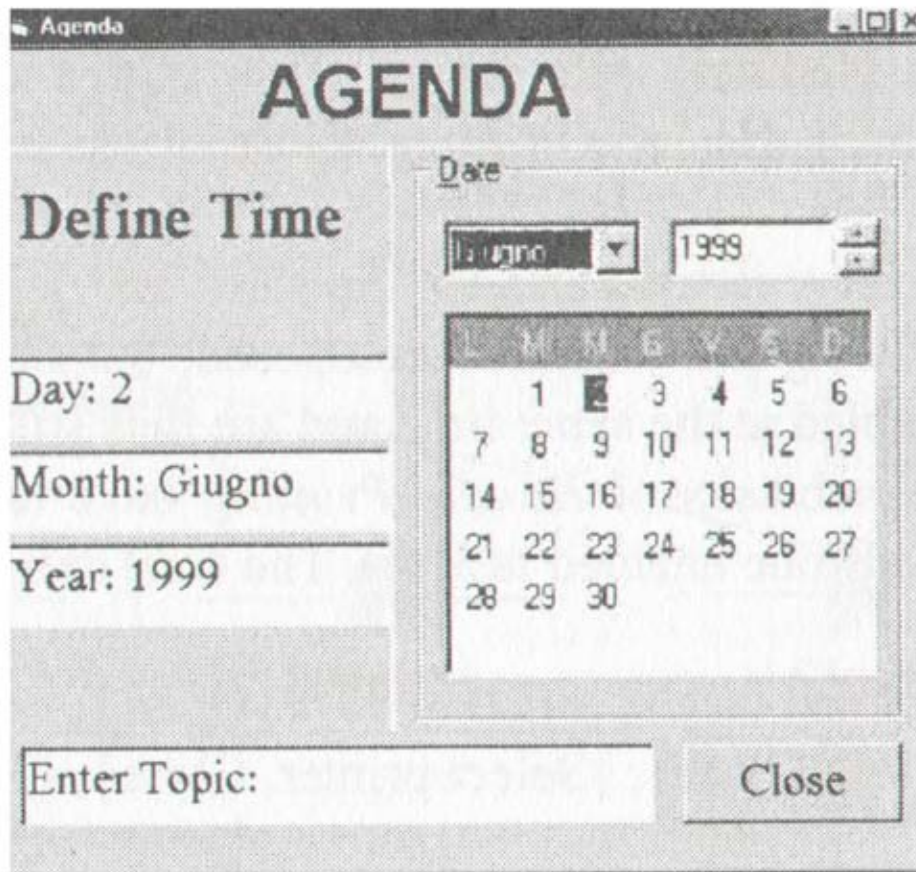 Agenda
AGENDA
Define Time
Day: 2
Month: Giugno
Year: 1999
Date
Giugno 1999
L M M G V S D
1 2 3 4 5 6
7 8 9 10 11 12 13
14 15 16 17 18 19 20
21 22 23 24 25 26 27
28 29 30
Enter Topic:
Close